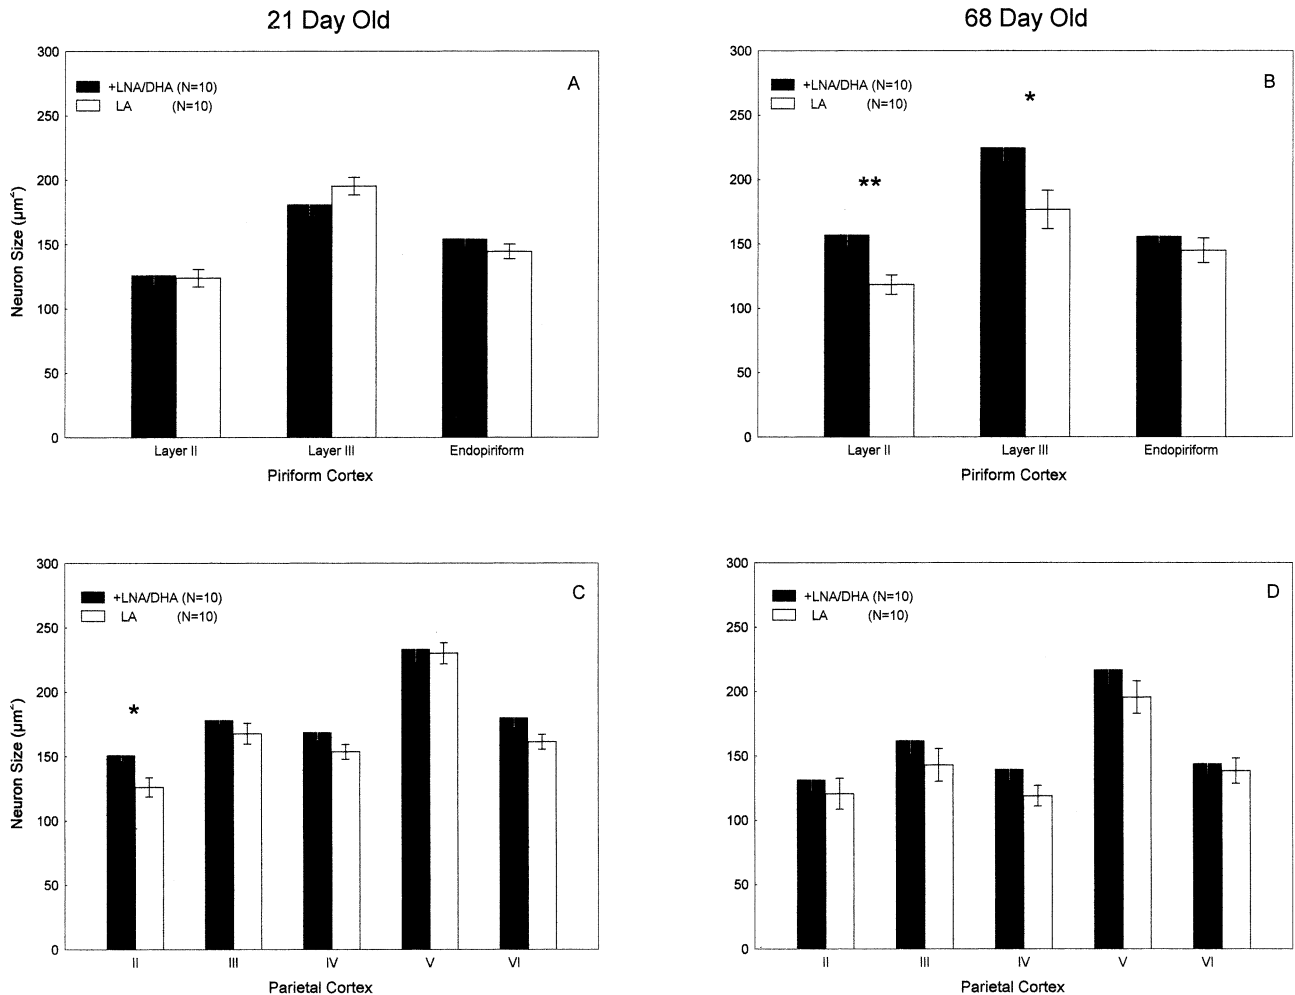 21 Day Old
68 Day Old
300
250
200
150
100
50
0
Neuron Size (µm²)
+LNA/DHA (N=10)
LA (N=10)
A
Layer II
Layer III
Endopiriform
Piriform Cortex
300
250
200
150
100
50
0
+LNA/DHA (N=10)
LA (N=10)
B
**
*
Layer II
Layer III
Endopiriform
Piriform Cortex
300
250
200
150
100
50
0
Neuron Size (µm²)
+LNA/DHA (N=10)
LA (N=10)
C
*
II
III
IV
V
VI
Parietal Cortex
300
250
200
150
100
50
0
+LNA/DHA (N=10)
LA (N=10)
D
II
III
IV
V
VI
Parietal Cortex